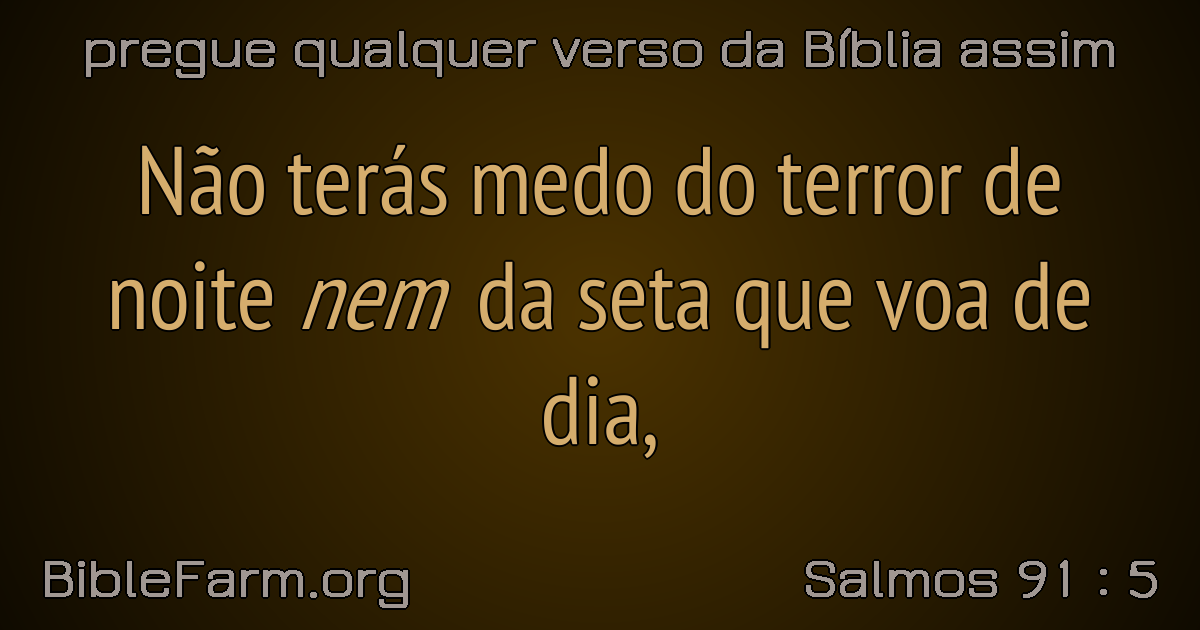 pregue qualquer verso da Bíblia assim
Não terás medo do terror de
noite nem da seta que voa de
dia,
BibleFarm.org
Salmos 91 : 5